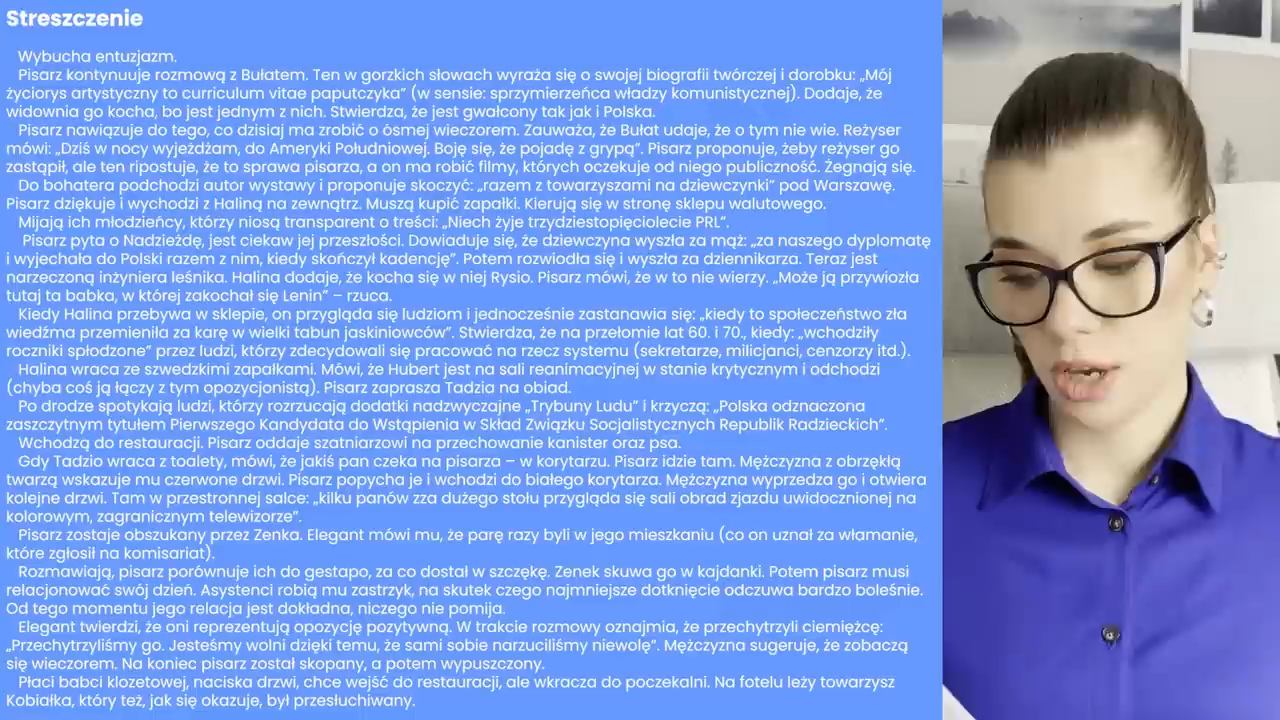 Streszczenie
Wybucha entuzjazm.
Pisarz kontynuuje rozmową z Bułatem. Ten w gorzkich słowach wyraża się o swojej biografii twórczej i dorobku: „Mój
życiorys artystyczny to curriculum vitae paputczyka” (w sensie: sprzymierzeńca władzy komunistycznej). Dodaje, że
widownia go kocha, bo jest jednym z nich. Stwierdza, że jest gwałcony tak jak i Polska.
Pisarz nawiązuje do tego, co dzisiaj ma zrobić o ósmej wieczorem. Zauważa, że Bułat udaje, że o tym nie wie. Reżyser
mówi: „Dziś w nocy wyjeżdżam, do Ameryki Południowej. Boję się, że pojadę z grypą”. Pisarz proponuje, żeby reżyser go
zastąpił, ale ten ripostuje, że to sprawa pisarza, a on ma robić filmy, których oczekuje od niego publiczność. Żegnają się.
Do bohatera podchodzi autor wystawy i proponuje skoczyć: „razem z towarzyszami na dziewczynki” pod Warszawę.
Pisarz dziękuje i wychodzi z Haliną na zewnątrz. Muszą kupić zapałki. Kierują się w stronę sklepu walutowego.
Mijają ich młodzieńcy, którzy niosą transparent o treści: „Niech żyje trzydziestopięciolecie PRL”.
Pisarz pyta o Nadzieżdę, jest ciekaw jej przeszłości. Dowiaduje się, że dziewczyna wyszła za mąż: „za naszego dyplomatę
i wyjechała do Polski razem z nim, kiedy skończył kadencję”. Potem rozwiodła się i wyszła za dziennikarza. Teraz jest
narzeczoną inżyniera leśnika. Halina dodaje, że kocha się w niej Rysio. Pisarz mówi, że w to nie wierzy. „Może ją przywiozła
tutaj ta babka, w której zakochał się Lenin” – rzuca.
Kiedy Halina przebywa w sklepie, on przygląda się ludziom i jednocześnie zastanawia się: „kiedy to społeczeństwo zła
wiedźma przemieniła za karę w wielki tabun jaskiniowców”. Stwierdza, że na przełomie lat 60. i 70., kiedy: „wchodziły
roczniki spłodzone” przez ludzi, którzy zdecydowali się pracować na rzecz systemu (sekretarze, milicjanci, cenzorzy itd.).
Halina wraca ze szwedzkimi zapałkami. Mówi, że Hubert jest na sali reanimacyjnej w stanie krytycznym i odchodzi
(chyba coś ją łączy z tym opozycjonistą). Pisarz zaprasza Tadzia na obiad.
Po drodze spotykają ludzi, którzy rozrzucają dodatki nadzwyczajne „Trybuny Ludu” i krzyczą: „Polska odznaczona
zaszczytnym tytułem Pierwszego Kandydata do Wstąpienia w Skład Związku Socjalistycznych Republik Radzieckich”.
Wchodzą do restauracji. Pisarz oddaje szatniarzowi na przechowanie kanister oraz psa.
Gdy Tadzio wraca z toalety, mówi, że jakiś pan czeka na pisarza – w korytarzu. Pisarz idzie tam. Mężczyzna z obrzękłą
twarzą wskazuje mu czerwone drzwi. Pisarz popycha je i wchodzi do białego korytarza. Mężczyzna wyprzedza go i otwiera
kolejne drzwi. Tam w przestronnej salce: „kilku panów zza dużego stołu przygląda się sali obrad zjazdu uwidocznionej na
kolorowym, zagranicznym telewizorze”.
Pisarz zostaje obszukany przez Zenka. Elegant mówi mu, że parę razy byli w jego mieszkaniu (co on uznał za włamanie,
które zgłosił na komisariat).
Rozmawiają, pisarz porównuje ich do gestapo, za co dostał w szczękę. Zenek skuwa go w kajdanki. Potem pisarz musi
relacjonować swój dzień. Asystenci robią mu zastrzyk, na skutek czego najmniejsze dotknięcie odczuwa bardzo boleśnie.
Od tego momentu jego relacja jest dokładna, niczego nie pomija.
Elegant twierdzi, że oni reprezentują opozycję pozytywną. W trakcie rozmowy oznajmia, że przechytrzyli ciemiężcę:
„Przechytrzyliśmy go. Jesteśmy wolni dzięki temu, że sami sobie narzuciliśmy niewolę”. Mężczyzna sugeruje, że zobaczą
się wieczorem. Na koniec pisarz został skopany, a potem wypuszczony.
Płaci babci klozetowej, naciska drzwi, chce wejść do restauracji, ale wkracza do poczekalni. Na fotelu leży towarzysz
Kobiałka, który też, jak się okazuje, był przesłuchiwany.